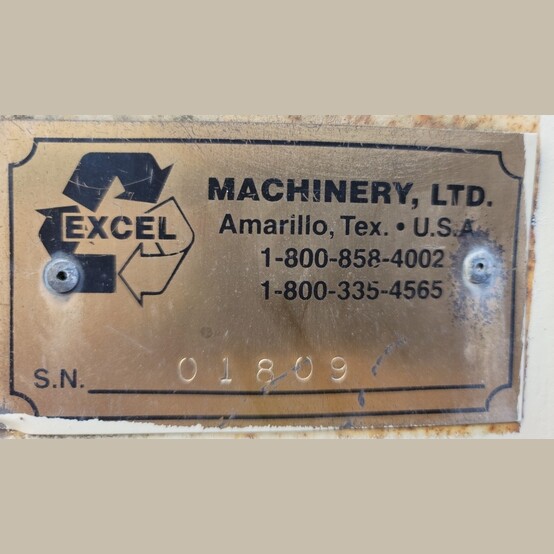 EXCEL
MACHINERY, LTD.
Amarillo, Tex. • U.S.A.
1-800-858-4002
1-800-335-4565
S.N. 01809